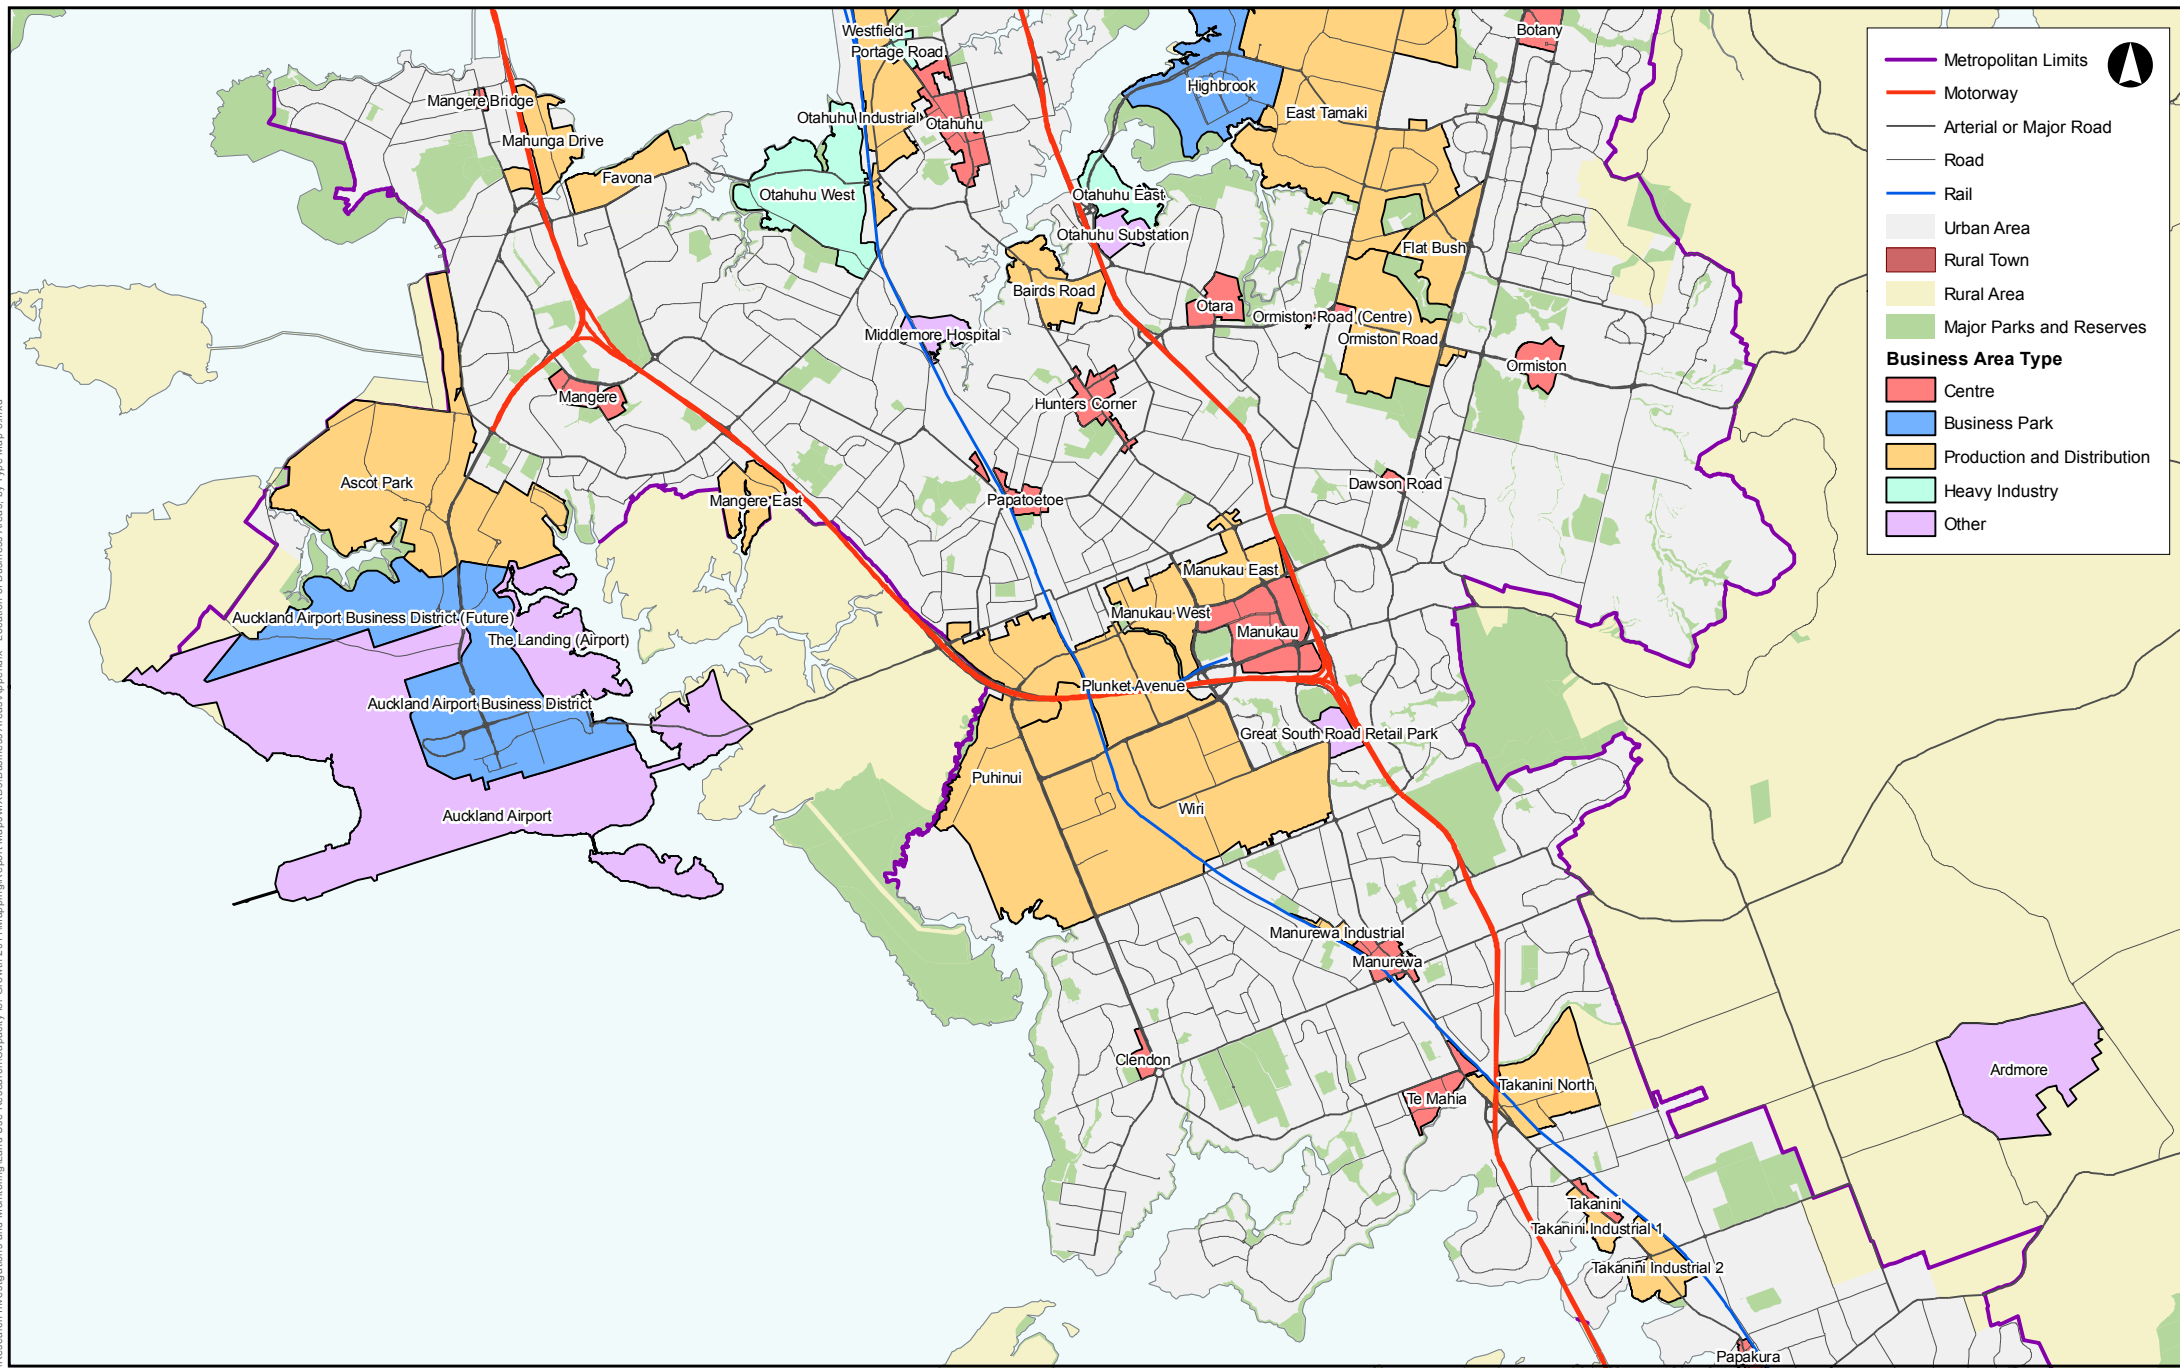 Westfield
Portage Road
Botany
Mangere Bridge
Mahunga Drive
Otahuhu Industrial
Otahuhu
Highbrook
East Tamaki
Favona
Otahuhu West
Otahuhu East
Otahuhu Substation
Flat Bush
Bairds Road
Otara
Ormiston Road (Centre)
Ormiston Road
Middlemore Hospital
Ormiston
Mangere
Hunters Corner
Ascot Park
Mangere East
Papatoetoe
Dawson Road
Manukau East
Manukau West
Manukau
Auckland Airport Business District (Future)
The Landing (Airport)
Plunket Avenue
Auckland Airport Business District
Great South Road Retail Park
Puhinui
Wiri
Auckland Airport
Manurewa Industrial
Manurewa
Clendon
Te Mahia
Takanini North
Ardmore
Takanini
Takanini Industrial 1
Takanini Industrial 2
Papakura
Metropolitan Limits
Motorway
Arterial or Major Road
Road
Rail
Urban Area
Rural Town
Rural Area
Major Parks and Reserves
Business Area Type
Centre
Business Park
Production and Distribution
Heavy Industry
Other